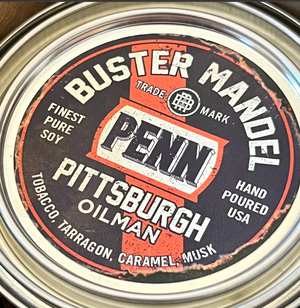 BUSTER MANDEL
TRADE MARK
FINEST
PURE
SOY
PENN
HAND
POURED
USA
PITTSBURGH
OILMAN
TOBACCO, TARRAGON, CARAMEL, MUSK